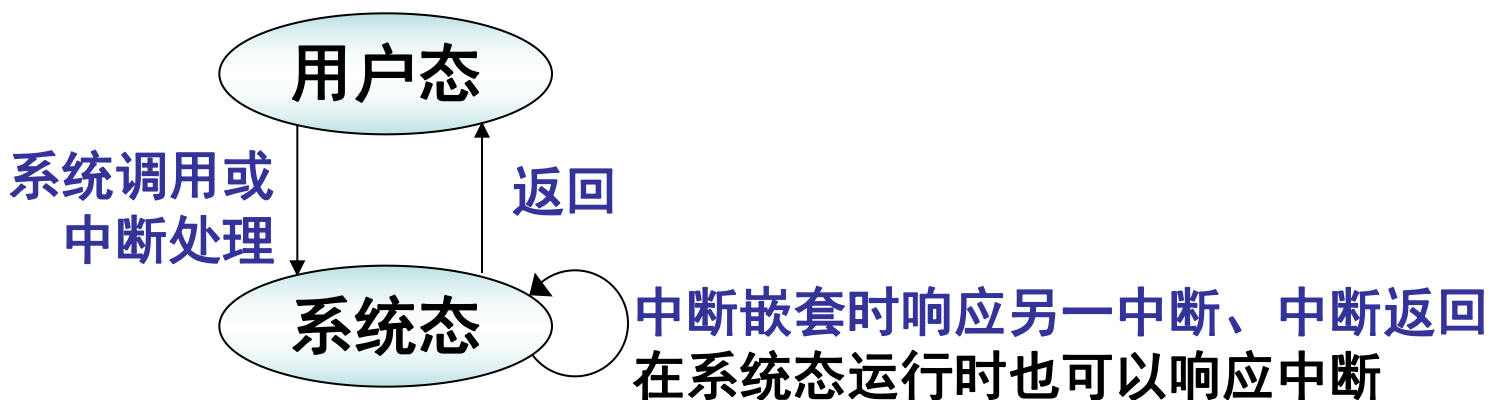 用户态
系统调用或
中断处理
返回
系统态
中断嵌套时响应另一中断、中断返回
在系统态运行时也可以响应中断